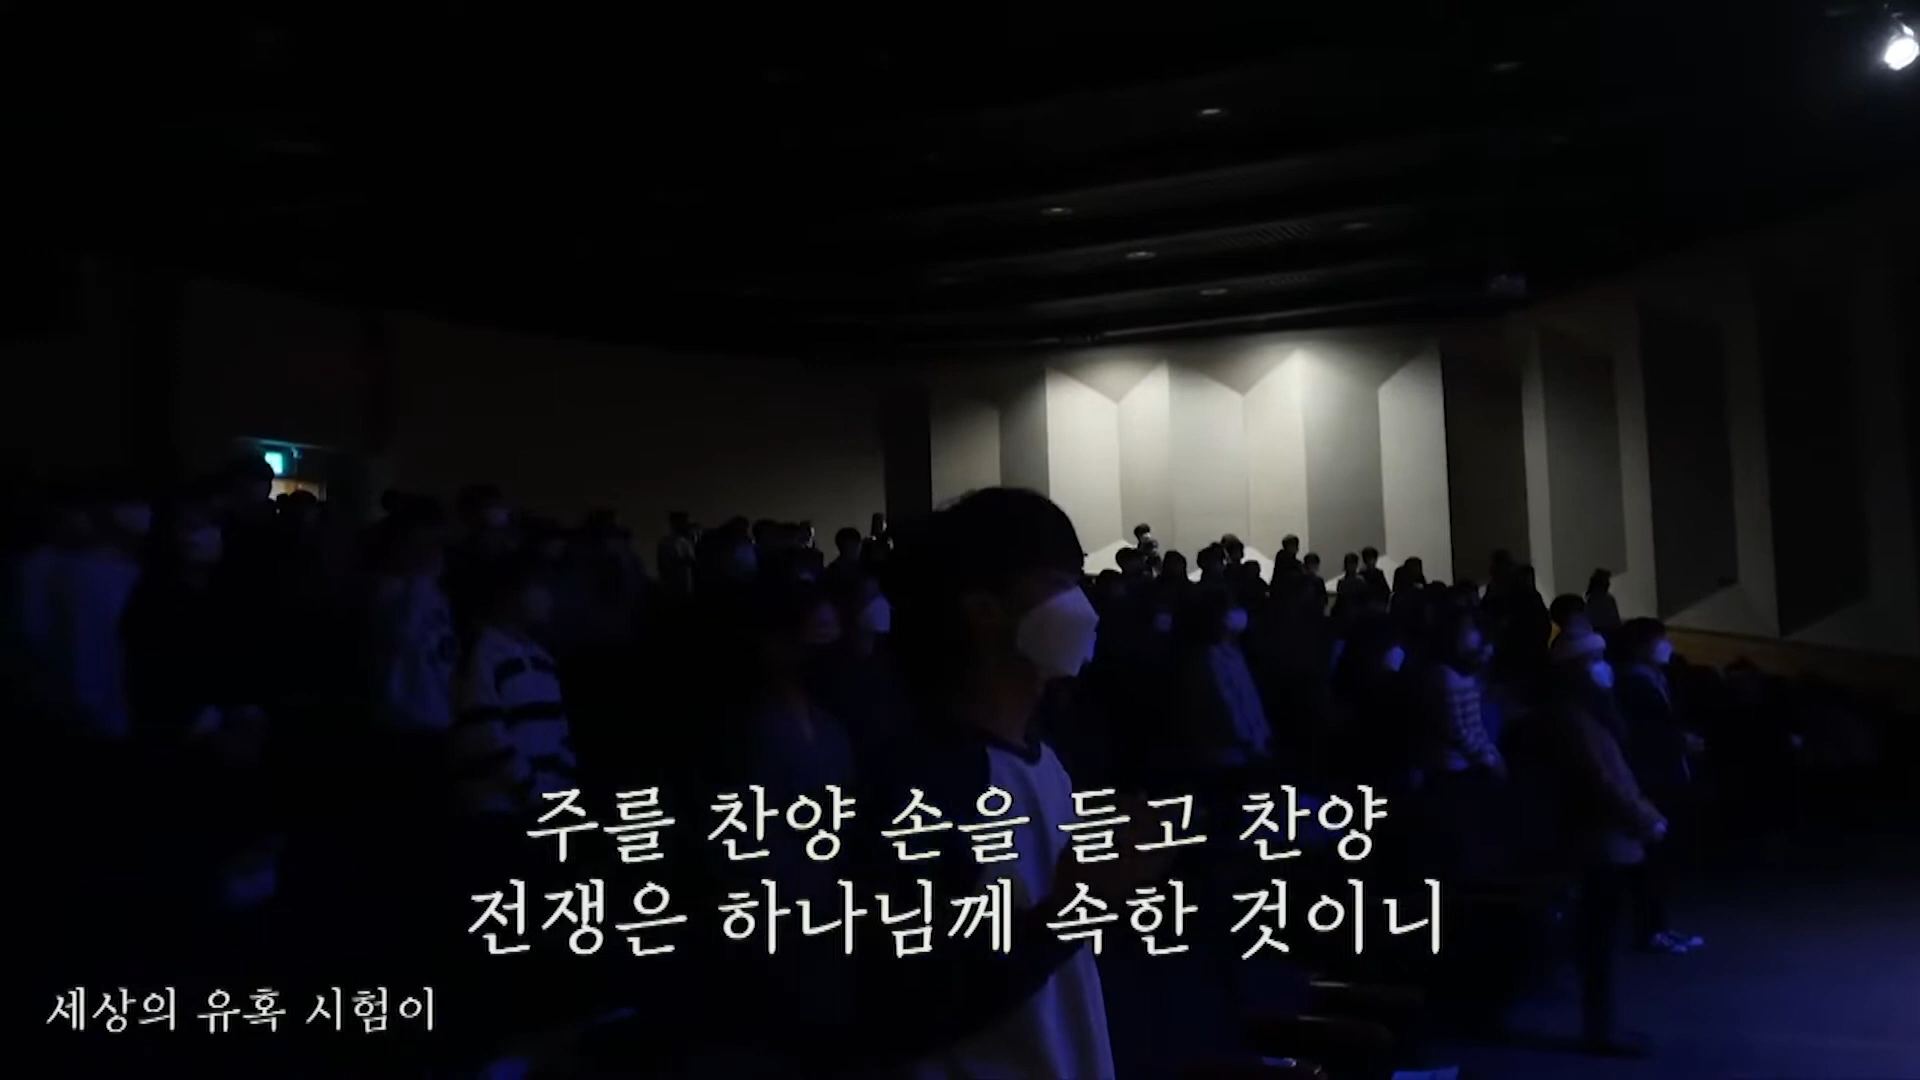 주를 찬양 손을 들고 찬양
전쟁은 하나님께 속한 것이니
세상의 유혹 시험이